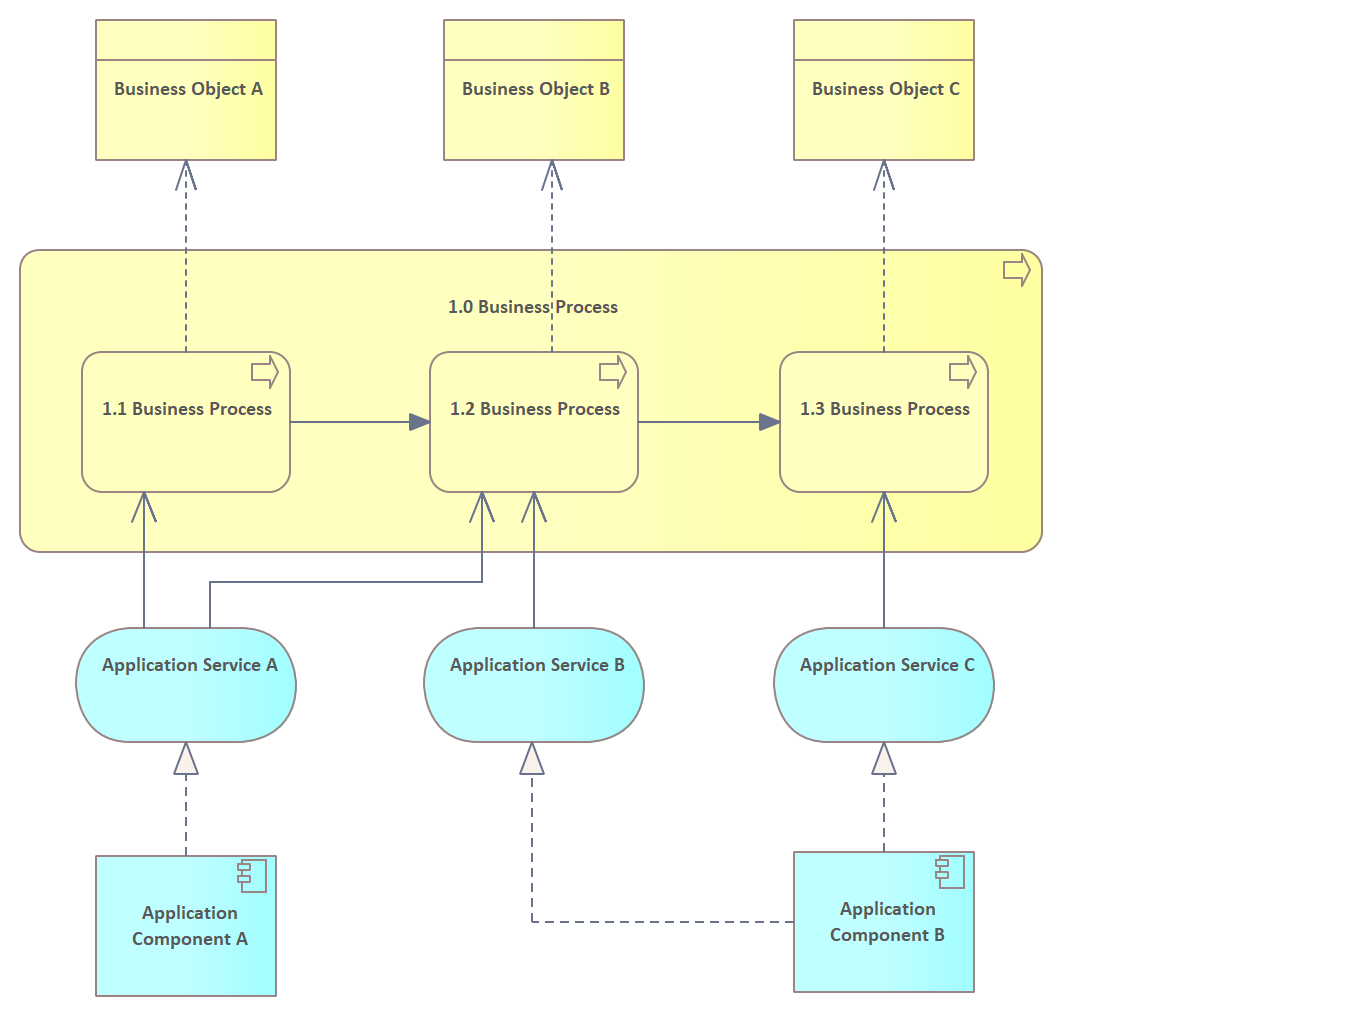 Business Object A
Business Object B
Business Object C
1.0 Business Process
1.1 Business Process
1.2 Business Process
1.3 Business Process
Application Service A
Application Service B
Application Service C
Application
Component A
Application
Component B